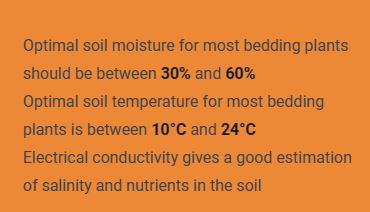 Optimal soil moisture for most bedding plants
should be between 30% and 60%
Optimal soil temperature for most bedding
plants is between 10°C and 24°C
Electrical conductivity gives a good estimation
of salinity and nutrients in the soil